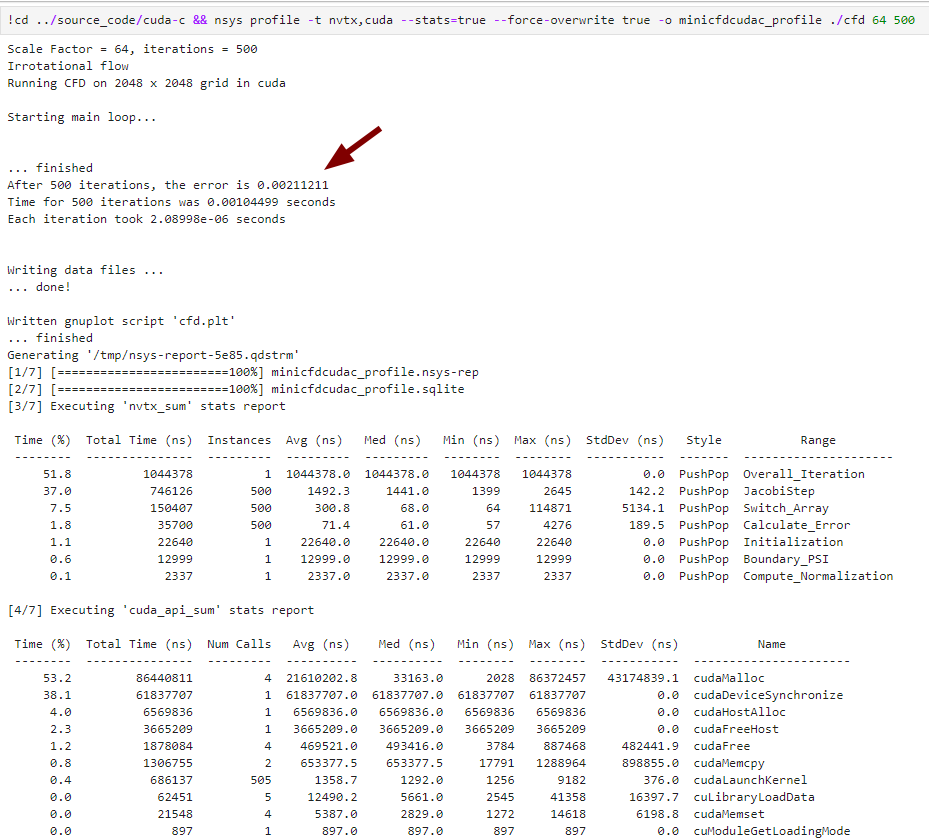 !cd ../source_code/cuda-c && nsys profile -t nvtx,cuda --stats=true --force-overwrite true -o minicfdcudac_profile ./cfd 64 500
Scale Factor = 64, iterations = 500
Irrotational flow
Running CFD on 2048 x 2048 grid in cuda
Starting main loop...
... finished
After 500 iterations, the error is 0.00211211
Time for 500 iterations was 0.00104499 seconds
Each iteration took 2.08998e-06 seconds
Writing data files ...
... done!
Written gnuplot script 'cfd.plt'
... finished
Generating '/tmp/nsys-report-5e85.qdstrm'
[1/7] [========================100%] minicfdcudac_profile.nsys-rep
[2/7] [========================100%] minicfdcudac_profile.sqlite
[3/7] Executing 'nvtx_sum' stats report
Time (%) Total Time (ns) Instances Avg (ns) Med (ns) Min (ns) Max (ns) StdDev (ns) Style Range
-------- --------------- --------- --------- --------- -------- -------- ----------- ------- ---------------------
51.8 1044378 1 1044378.0 1044378.0 1044378 1044378 0.0 PushPop Overall_Iteration
37.0 746126 500 1492.3 1441.0 1399 2645 142.2 PushPop JacobiStep
7.5 150407 500 300.8 68.0 64 114871 5134.1 PushPop Switch_Array
1.8 35700 500 71.4 61.0 57 4276 189.5 PushPop Calculate_Error
1.1 22640 1 22640.0 22640.0 22640 22640 0.0 PushPop Initialization
0.6 12999 1 12999.0 12999.0 12999 12999 0.0 PushPop Boundary_PSI
0.1 2337 1 2337.0 2337.0 2337 2337 0.0 PushPop Compute_Normalization
[4/7] Executing 'cuda_api_sum' stats report
Time (%) Total Time (ns) Num Calls Avg (ns) Med (ns) Min (ns) Max (ns) StdDev (ns) Name
-------- --------------- --------- ---------- ---------- -------- -------- ----------- ----------------------
53.2 86440811 4 21610202.8 33163.0 2028 86372457 43174839.1 cudaMalloc
38.1 61837707 1 61837707.0 61837707.0 61837707 61837707 0.0 cudaDeviceSynchronize
4.0 6569836 1 6569836.0 6569836.0 6569836 6569836 0.0 cudaHostAlloc
2.3 3665209 1 3665209.0 3665209.0 3665209 3665209 0.0 cudaFreeHost
1.2 1878084 4 469521.0 493416.0 3784 887468 482441.9 cudaFree
0.8 1306755 2 653377.5 653377.5 17791 1288964 898855.0 cudaMemcpy
0.4 686137 505 1358.7 1292.0 1256 9182 376.0 cudaLaunchKernel
0.0 62451 5 12490.2 5661.0 2545 41358 16397.7 cuLibraryLoadData
0.0 21548 4 5387.0 2829.0 1272 14618 6198.8 cudaMemset
0.0 897 1 897.0 897.0 897 897 0.0 cuModuleGetLoadingMode